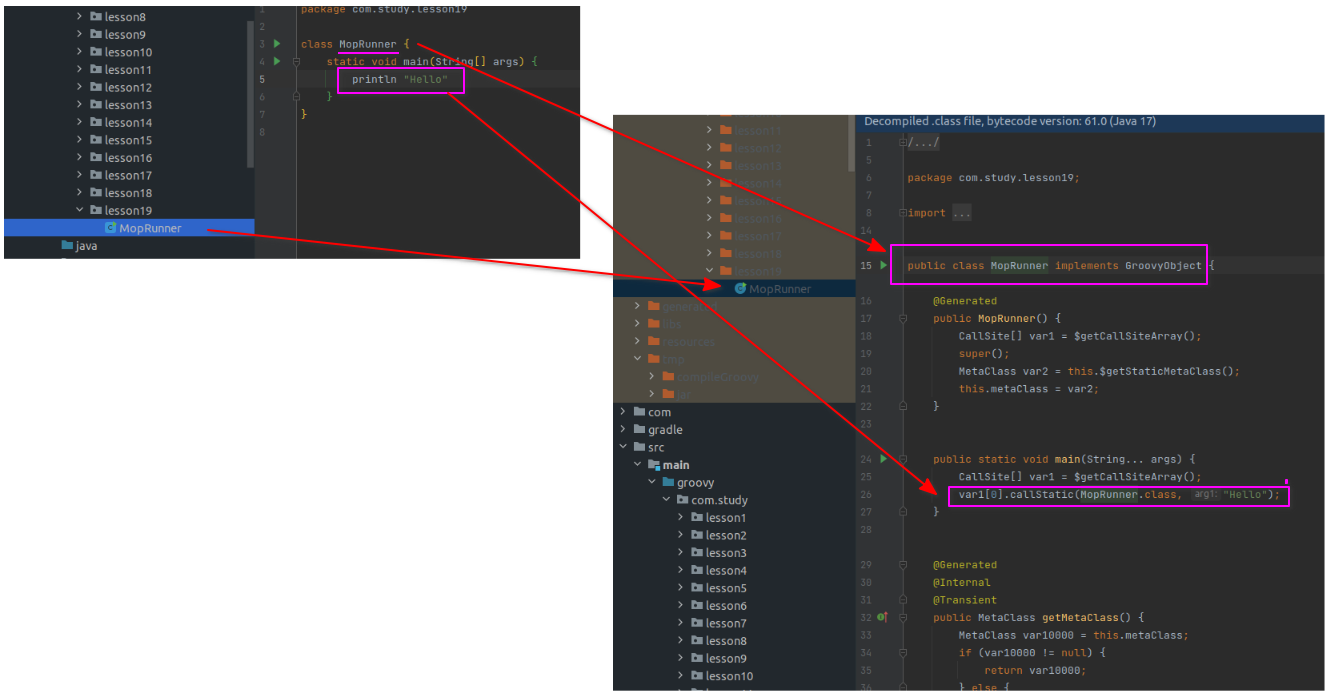 lesson8
lesson9
lesson10
lesson11
lesson12
lesson13
lesson14
lesson15
lesson16
lesson17
lesson18
lesson19
MopRunner
java
1 package com.study.lesson19
2
3 class MopRunner {
4 static void main(String[] args) {
5 println "Hello"
6 }
7 }
8
lesson11
lesson12
lesson13
lesson14
lesson15
lesson16
lesson17
lesson18
lesson19
MopRunner
generated
libs
resources
tmp
compileGroovy
jar
com
gradle
src
main
groovy
com.study
lesson1
lesson2
lesson3
lesson4
lesson5
lesson6
lesson7
lesson8
lesson9
lesson10
Decompiled .class file, bytecode version: 61.0 (Java 17)
1 /.../
5
6 package com.study.lesson19;
7
8 import ...
14
15 public class MopRunner implements GroovyObject {
16 @Generated
17 public MopRunner() {
18 CallSite[] var1 = $getCallSiteArray();
19 super();
20 MetaClass var2 = this.$getStaticMetaClass();
21 this.metaClass = var2;
22 }
23
24 public static void main(String... args) {
25 CallSite[] var1 = $getCallSiteArray();
26 var1[0].callStatic(MopRunner.class, arg1: "Hello");
27 }
28
29 @Generated
30 @Internal
31 @Transient
32 public MetaClass getMetaClass() {
33 MetaClass var10000 = this.metaClass;
34 if (var10000 != null) {
35 return var10000;
36 } else {